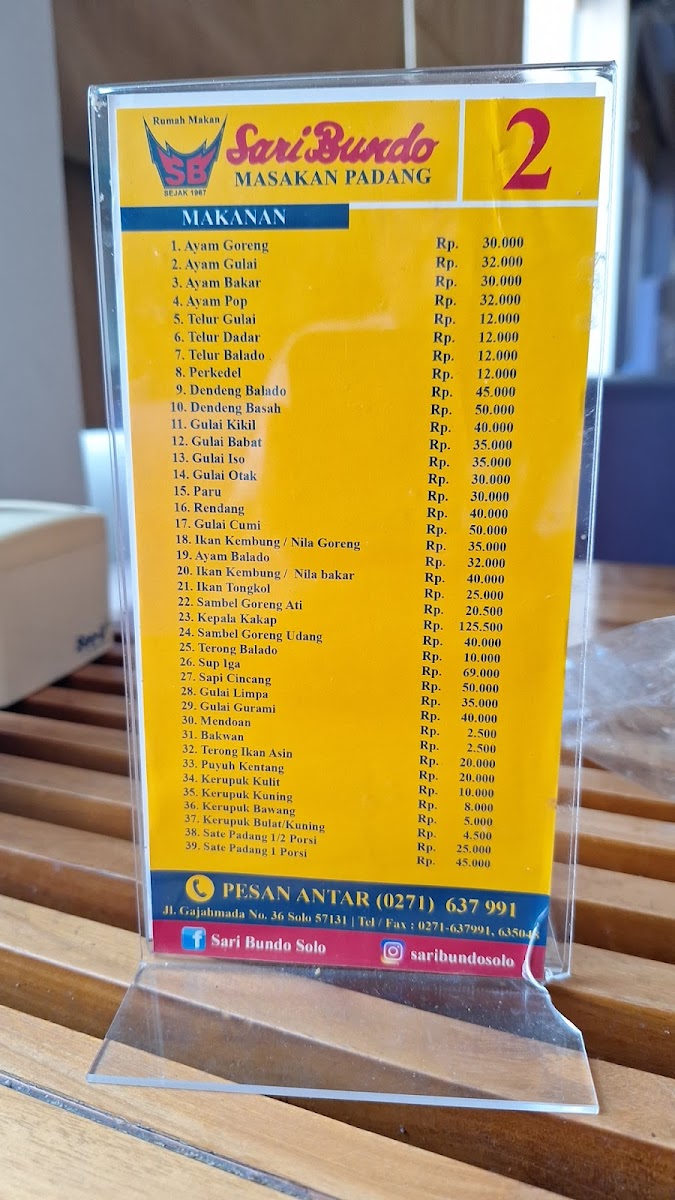 Rumah Makan
SB
SEJAK 1967
Sari Bundo
MASAKAN PADANG
2
MAKANAN
1. Ayam Goreng Rp. 30.000
2. Ayam Gulai Rp. 32.000
3. Ayam Bakar Rp. 30.000
4. Ayam Pop Rp. 32.000
5. Telur Gulai Rp. 12.000
6. Telur Dadar Rp. 12.000
7. Telur Balado Rp. 12.000
8. Perkedel Rp. 12.000
9. Dendeng Balado Rp. 45.000
10. Dendeng Basah Rp. 50.000
11. Gulai Kikil Rp. 40.000
12. Gulai Babat Rp. 35.000
13. Gulai Iso Rp. 35.000
14. Gulai Otak Rp. 30.000
15. Paru Rp. 30.000
16. Rendang Rp. 40.000
17. Gulai Cumi Rp. 50.000
18. Ikan Kembung / Nila Goreng Rp. 35.000
19. Ayam Balado Rp. 32.000
20. Ikan Kembung / Nila bakar Rp. 40.000
21. Ikan Tongkol Rp. 25.000
22. Sambel Goreng Ati Rp. 20.500
23. Kepala Kakap Rp. 125.500
24. Sambel Goreng Udang Rp. 40.000
25. Terong Balado Rp. 10.000
26. Sup Iga Rp. 69.000
27. Sapi Cincang Rp. 50.000
28. Gulai Limpa Rp. 35.000
29. Gulai Gurami Rp. 40.000
30. Mendoan Rp. 2.500
31. Bakwan Rp. 2.500
32. Terong Ikan Asin Rp. 20.000
33. Puyuh Kentang Rp. 20.000
34. Kerupuk Kulit Rp. 10.000
35. Kerupuk Kuning Rp. 8.000
36. Kerupuk Bawang Rp. 5.000
37. Kerupuk Bulat/Kuning Rp. 4.500
38. Sate Padang 1/2 Porsi Rp. 25.000
39. Sate Padang 1 Porsi Rp. 45.000
PESAN ANTAR (0271) 637 991
Jl. Gajahmada No. 36 Solo 57131 | Tel / Fax : 0271-637991, 635048
Sari Bundo Solo
saribundosolo